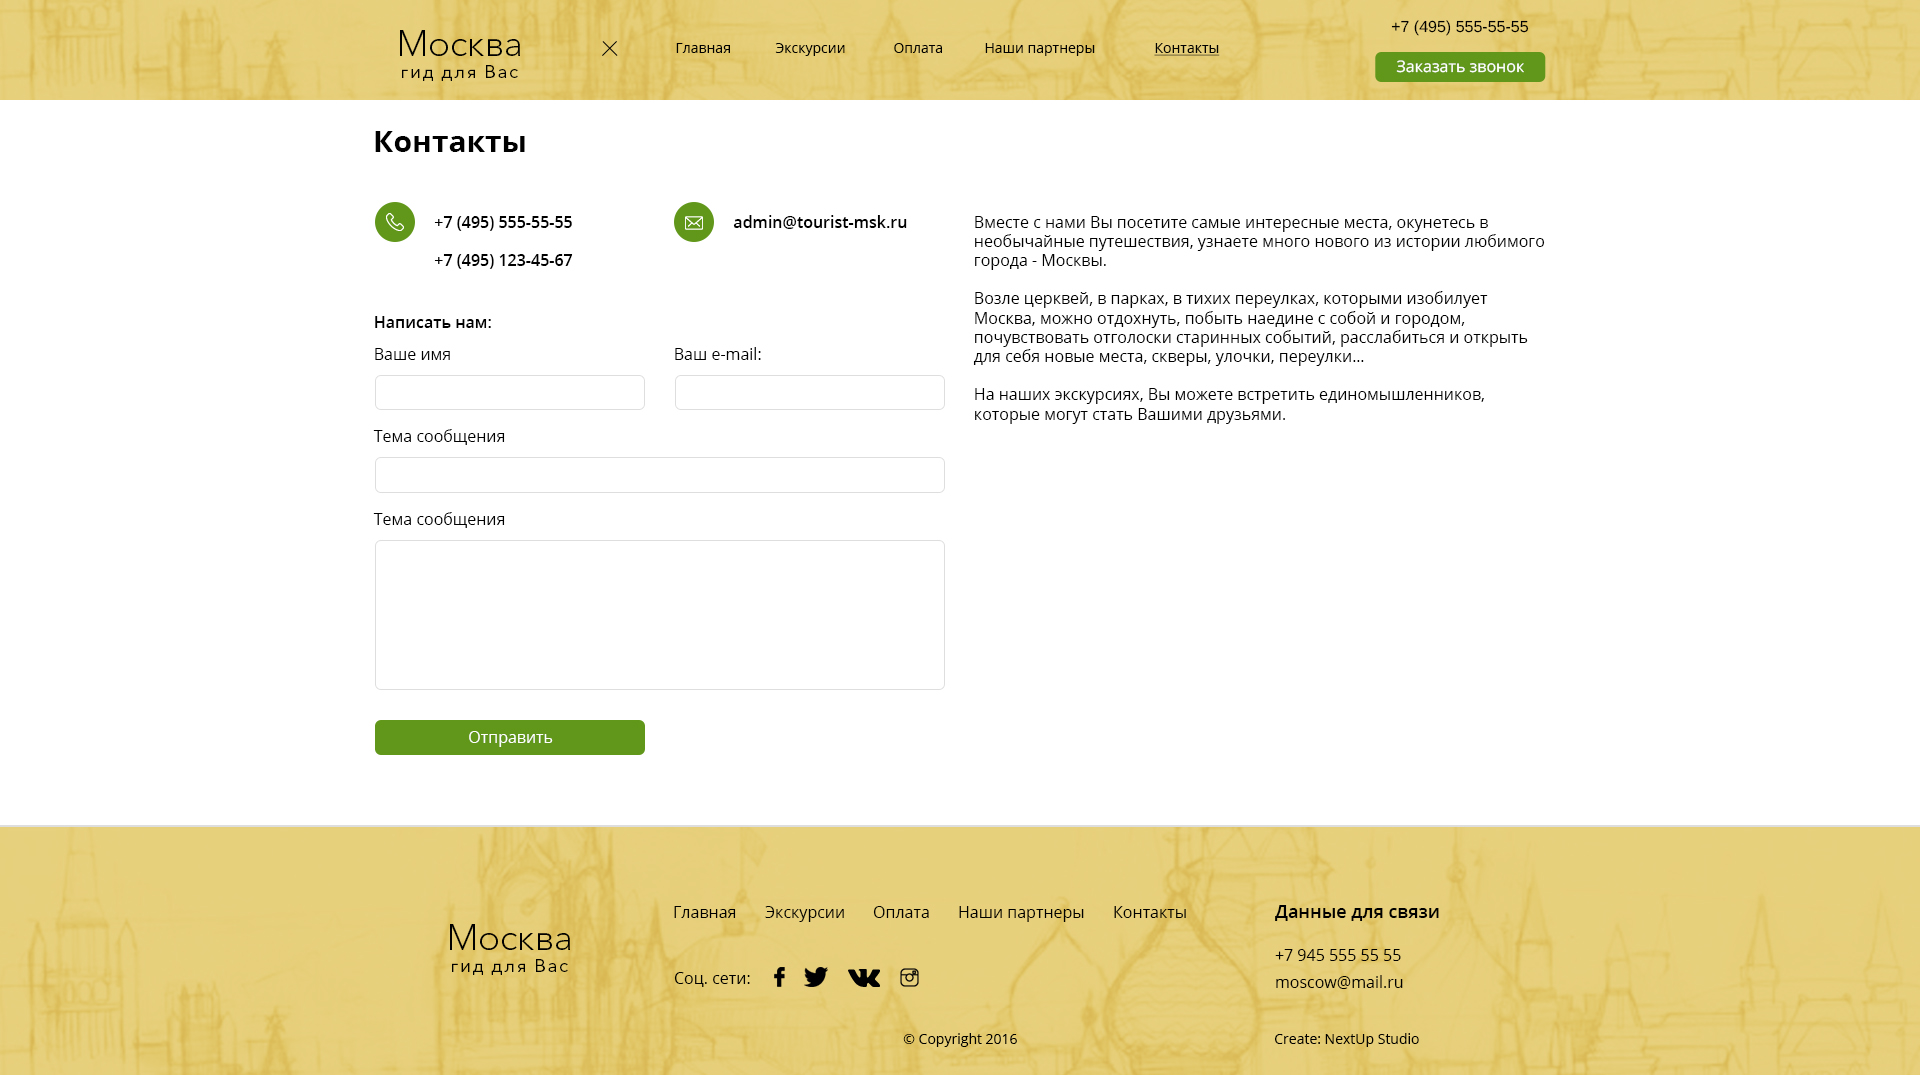 Москва
гид для Вас
Главная
Экскурсии
Оплата
Наши партнеры
Контакты
+7 (495) 555-55-55
Заказать звонок
Контакты
+7 (495) 555-55-55
+7 (495) 123-45-67
admin@tourist-msk.ru
Вместе с нами Вы посетите самые интересные места, окунетесь в
необычайные путешествия, узнаете много нового из истории любимого
города - Москвы.
Возле церквей, в парках, в тихих переулках, которыми изобилует
Москва, можно отдохнуть, побыть наедине с собой и городом,
почувствовать отголоски старинных событий, расслабиться и открыть
для себя новые места, скверы, улочки, переулки...
На наших экскурсиях, Вы можете встретить единомышленников,
которые могут стать Вашими друзьями.
Написать нам:
Ваше имя
Ваш e-mail:
Тема сообщения
Тема сообщения
Отправить
Москва
гид для Вас
Главная
Экскурсии
Оплата
Наши партнеры
Контакты
Соц. сети:
Данные для связи
+7 945 555 55 55
moscow@mail.ru
© Copyright 2016
Create: NextUp Studio